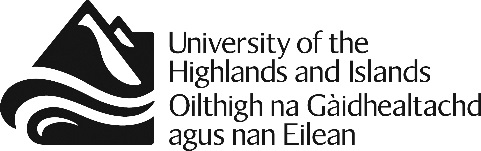 University of the
Highlands and Islands
Oilthigh na Gàidhealtachd
agus nan Eilean